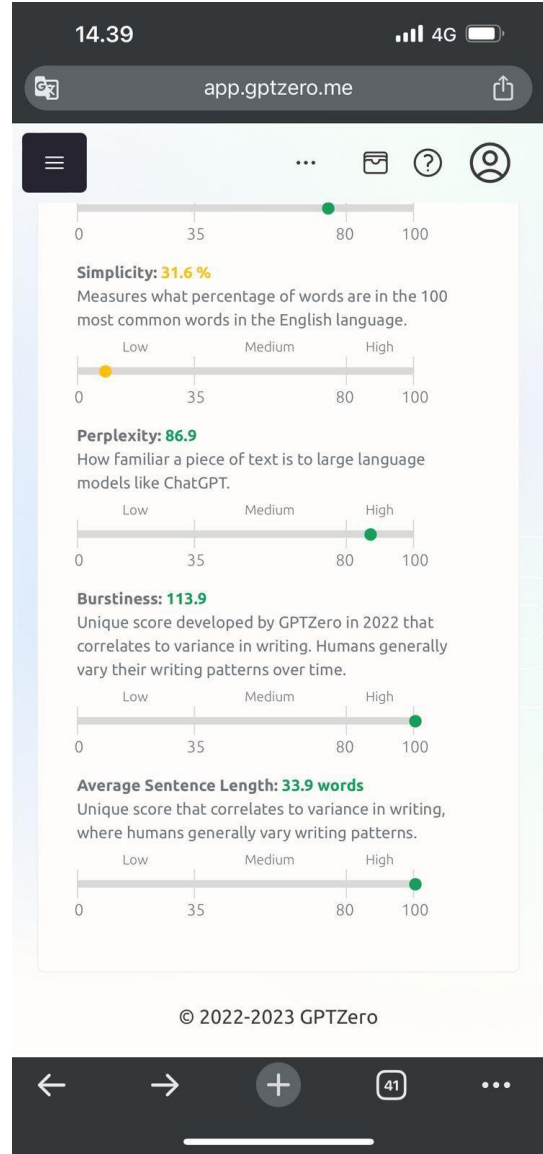 14.39
4G
app.gptzero.me
0 35 80 100
Simplicity: 31.6 %
Measures what percentage of words are in the 100
most common words in the English language.
Low Medium High
0 35 80 100
Perplexity: 86.9
How familiar a piece of text is to large language
models like ChatGPT.
Low Medium High
0 35 80 100
Burstiness: 113.9
Unique score developed by GPTZero in 2022 that
correlates to variance in writing. Humans generally
vary their writing patterns over time.
Low Medium High
0 35 80 100
Average Sentence Length: 33.9 words
Unique score that correlates to variance in writing,
where humans generally vary writing patterns.
Low Medium High
0 35 80 100
© 2022-2023 GPTZero
41